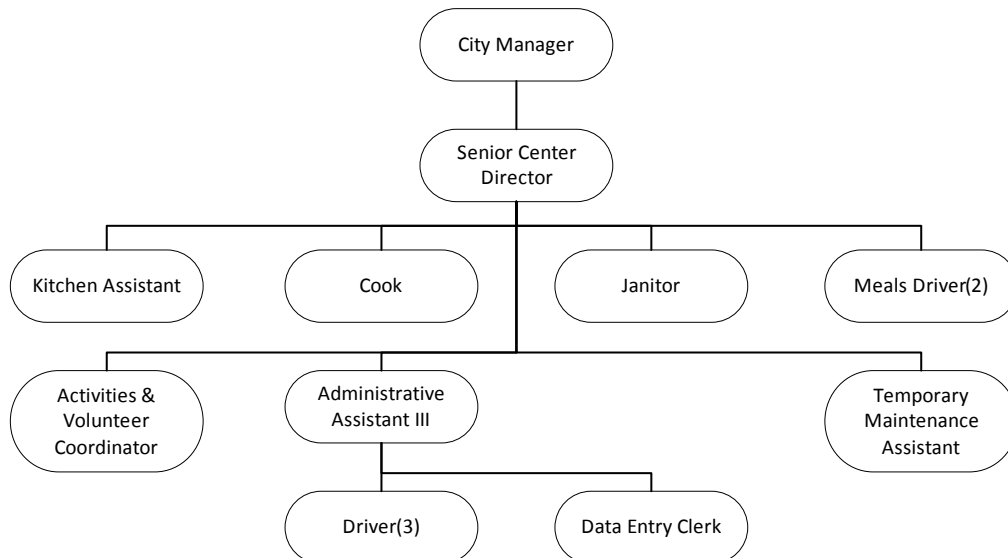 City Manager
Senior Center
Director
Kitchen Assistant
Cook
Janitor
Meals Driver(2)
Activities &
Volunteer
Coordinator
Administrative
Assistant III
Temporary
Maintenance
Assistant
Driver(3)
Data Entry Clerk